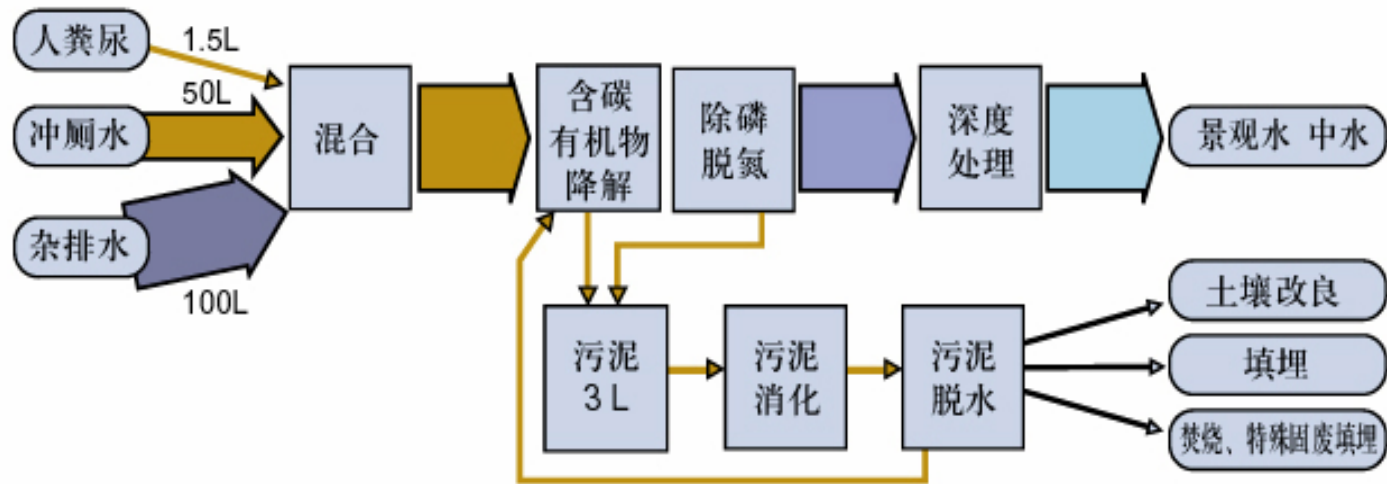 人粪尿
1.5L
冲厕水
50L
杂排水
100L
混合
含碳
有机物
降解
除磷
脱氮
深度
处理
景观水 中水
污泥
3 L
污泥
消化
污泥
脱水
土壤改良
填埋
焚烧、特殊固废填埋